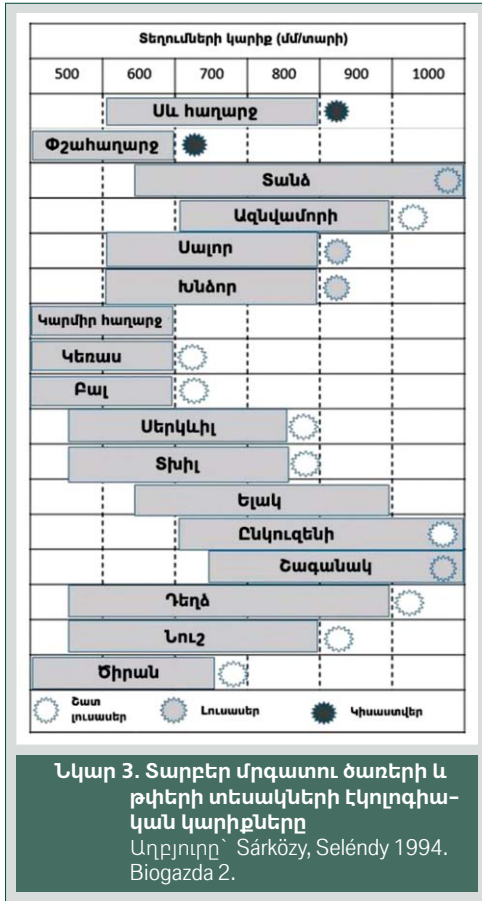 Տեղումների կարիք (մմ/տարի)
500 600 700 800 900 1000
Սև հաղարջ
Փշահաղարջ
Տանձ
Ազնվամորի
Սալոր
Խնձոր
Կարմիր հաղարջ
Կեռաս
Բալ
Սերկևիլ
Տխիլ
Ելակ
Ընկուզենի
Շագանակ
Դեղձ
Նուշ
Ծիրան
Շատ
լուսասեր
Լուսասեր
Կիսաստվեր
Նկար 3. Տարբեր մրգատու ծառերի և
թփերի տեսակների էկոլոգիա-
կան կարիքները
Աղբյուրը` Sárközy, Seléndy 1994.
Biogazda 2.